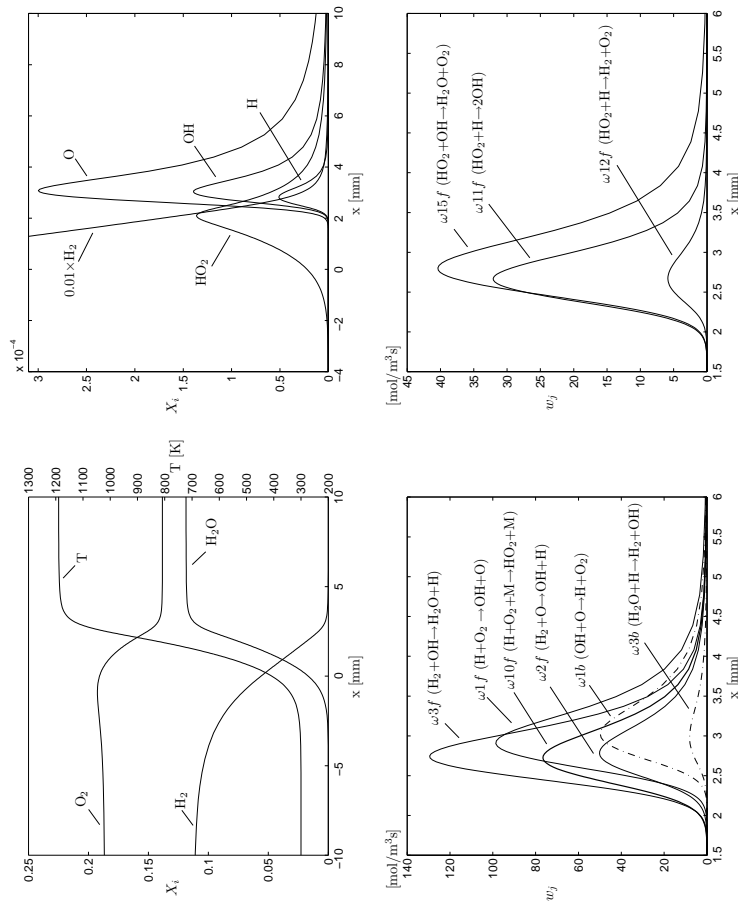 0.25
0.2
0.15
0.1
0.05
0
X_i
−10
−5
0
5
10
x [mm]
1300
1200
1100
1000
900
800
700
600
500
400
300
200
T [K]
O₂
H₂
T
H₂O
x 10⁻⁴
3
2.5
2
1.5
1
0.5
0
X_i
−4
−2
0
2
4
6
8
10
x [mm]
0.01×H₂
HO₂
O
OH
H
[mol/m³s]
140
120
100
80
60
40
20
0
w_j
1.5
2
2.5
3
3.5
4
4.5
5
5.5
6
x [mm]
ω3f (H₂+OH→H₂O+H)
ω1f (H+O₂→OH+O)
ω10f (H+O₂+M→HO₂+M)
ω2f (H₂+O→OH+H)
ω1b (OH+O→H+O₂)
ω3b (H₂O+H→H₂+OH)
[mol/m³s]
45
40
35
30
25
20
15
10
5
0
w_j
1.5
2
2.5
3
3.5
4
4.5
5
5.5
6
x [mm]
ω15f (HO₂+OH→H₂O+O₂)
ω11f (HO₂+H→2OH)
ω12f (HO₂+H→H₂+O₂)